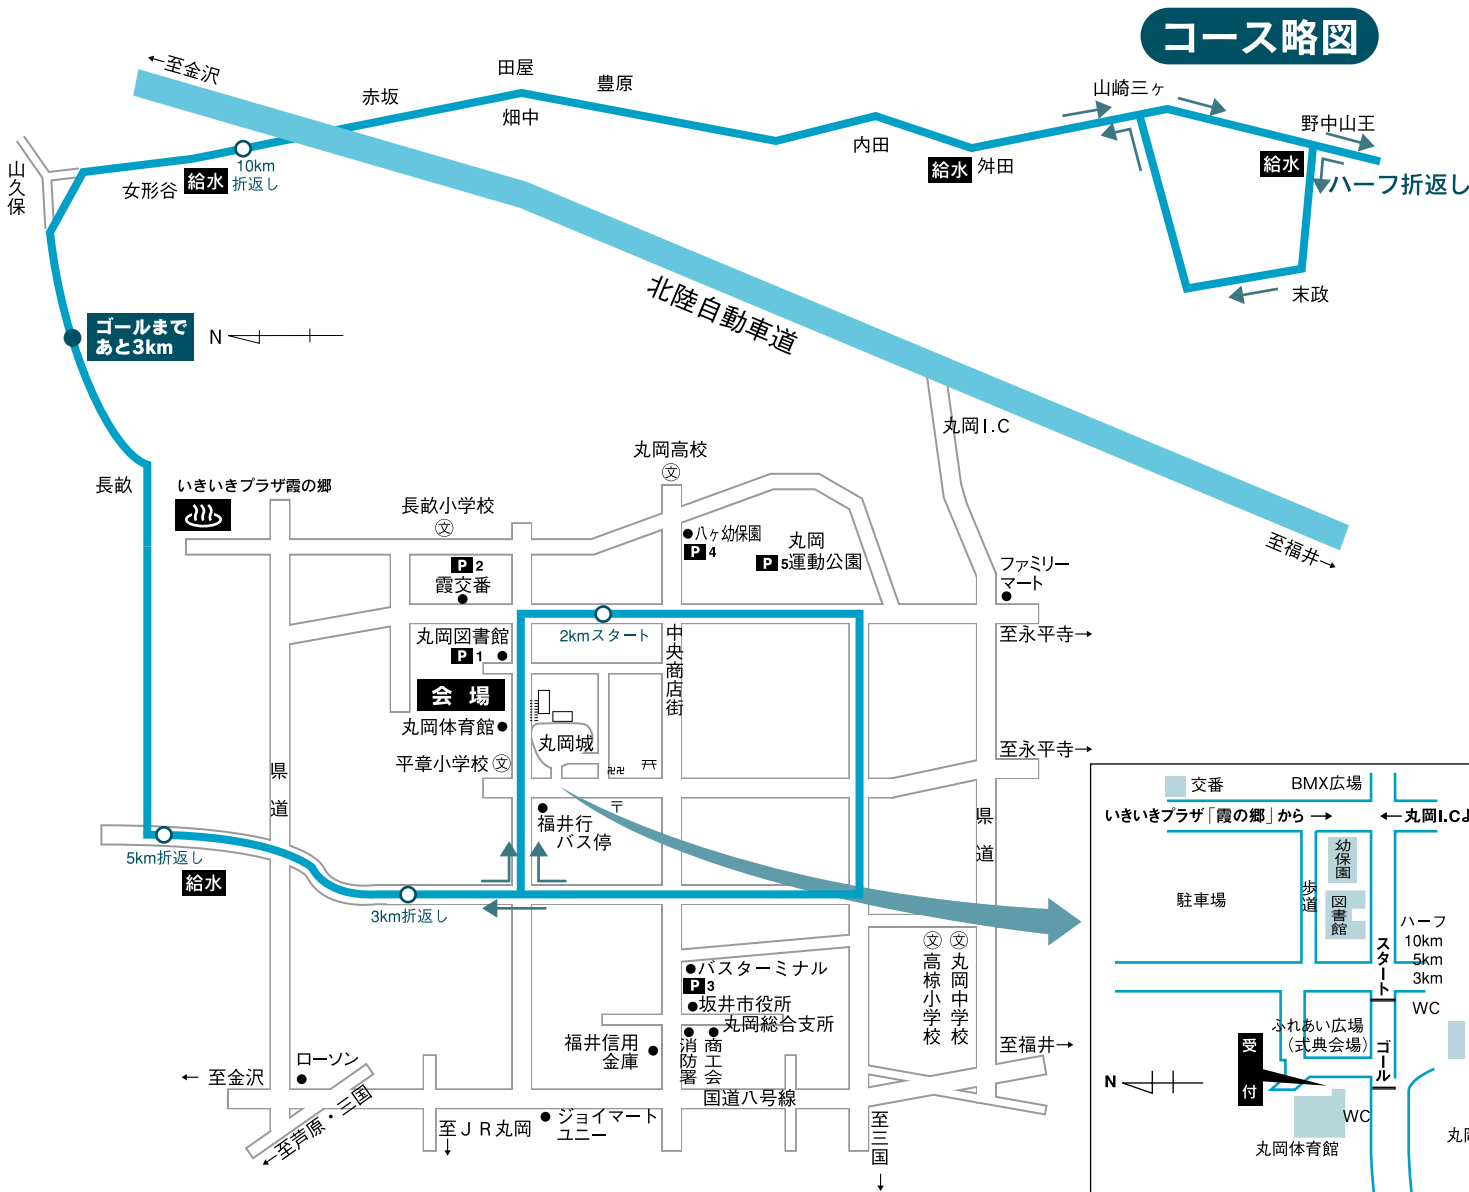 コース略図
←至金沢
赤坂
田屋
畑中
豊原
内田
給水
舛田
山崎三ヶ
野中山王
給水
ハーフ折返し
末政
山久保
女形谷
給水
10km
折返し
北陸自動車道
ゴールまで
あと3km
N
長畝
いきいきプラザ霞の郷
長畝小学校
文
丸岡高校
文
丸岡I.C
八ヶ幼保園
P 4
丸岡
P 5 運動公園
P 2
霞交番
ファミリー
マート
至福井→
丸岡図書館
P 1
2kmスタート
中央商店街
至永平寺→
会場
丸岡体育館
丸岡城
平章小学校 文
至永平寺→
県道
卍卍
〒
福井行
バス停
県道
5km折返し
給水
3km折返し
バスターミナル
P 3
坂井市役所
丸岡総合支所
消防署
商工会
福井信用
金庫
文
高椋小学校
文
丸岡中学校
至福井→
ローソン
← 至金沢
国道八号線
←至芦原・三国
至JR丸岡
↓
ジョイマート
ユニー
至三国
↓
交番
BMX広場
いきいきプラザ「霞の郷」から →
← 丸岡I.Cよ
幼保園
歩道
図書館
駐車場
スタート
ハーフ
10km
5km
3km
WC
ふれあい広場
(式典会場)
ゴール
受付
N
WC
丸岡体育館
丸岡